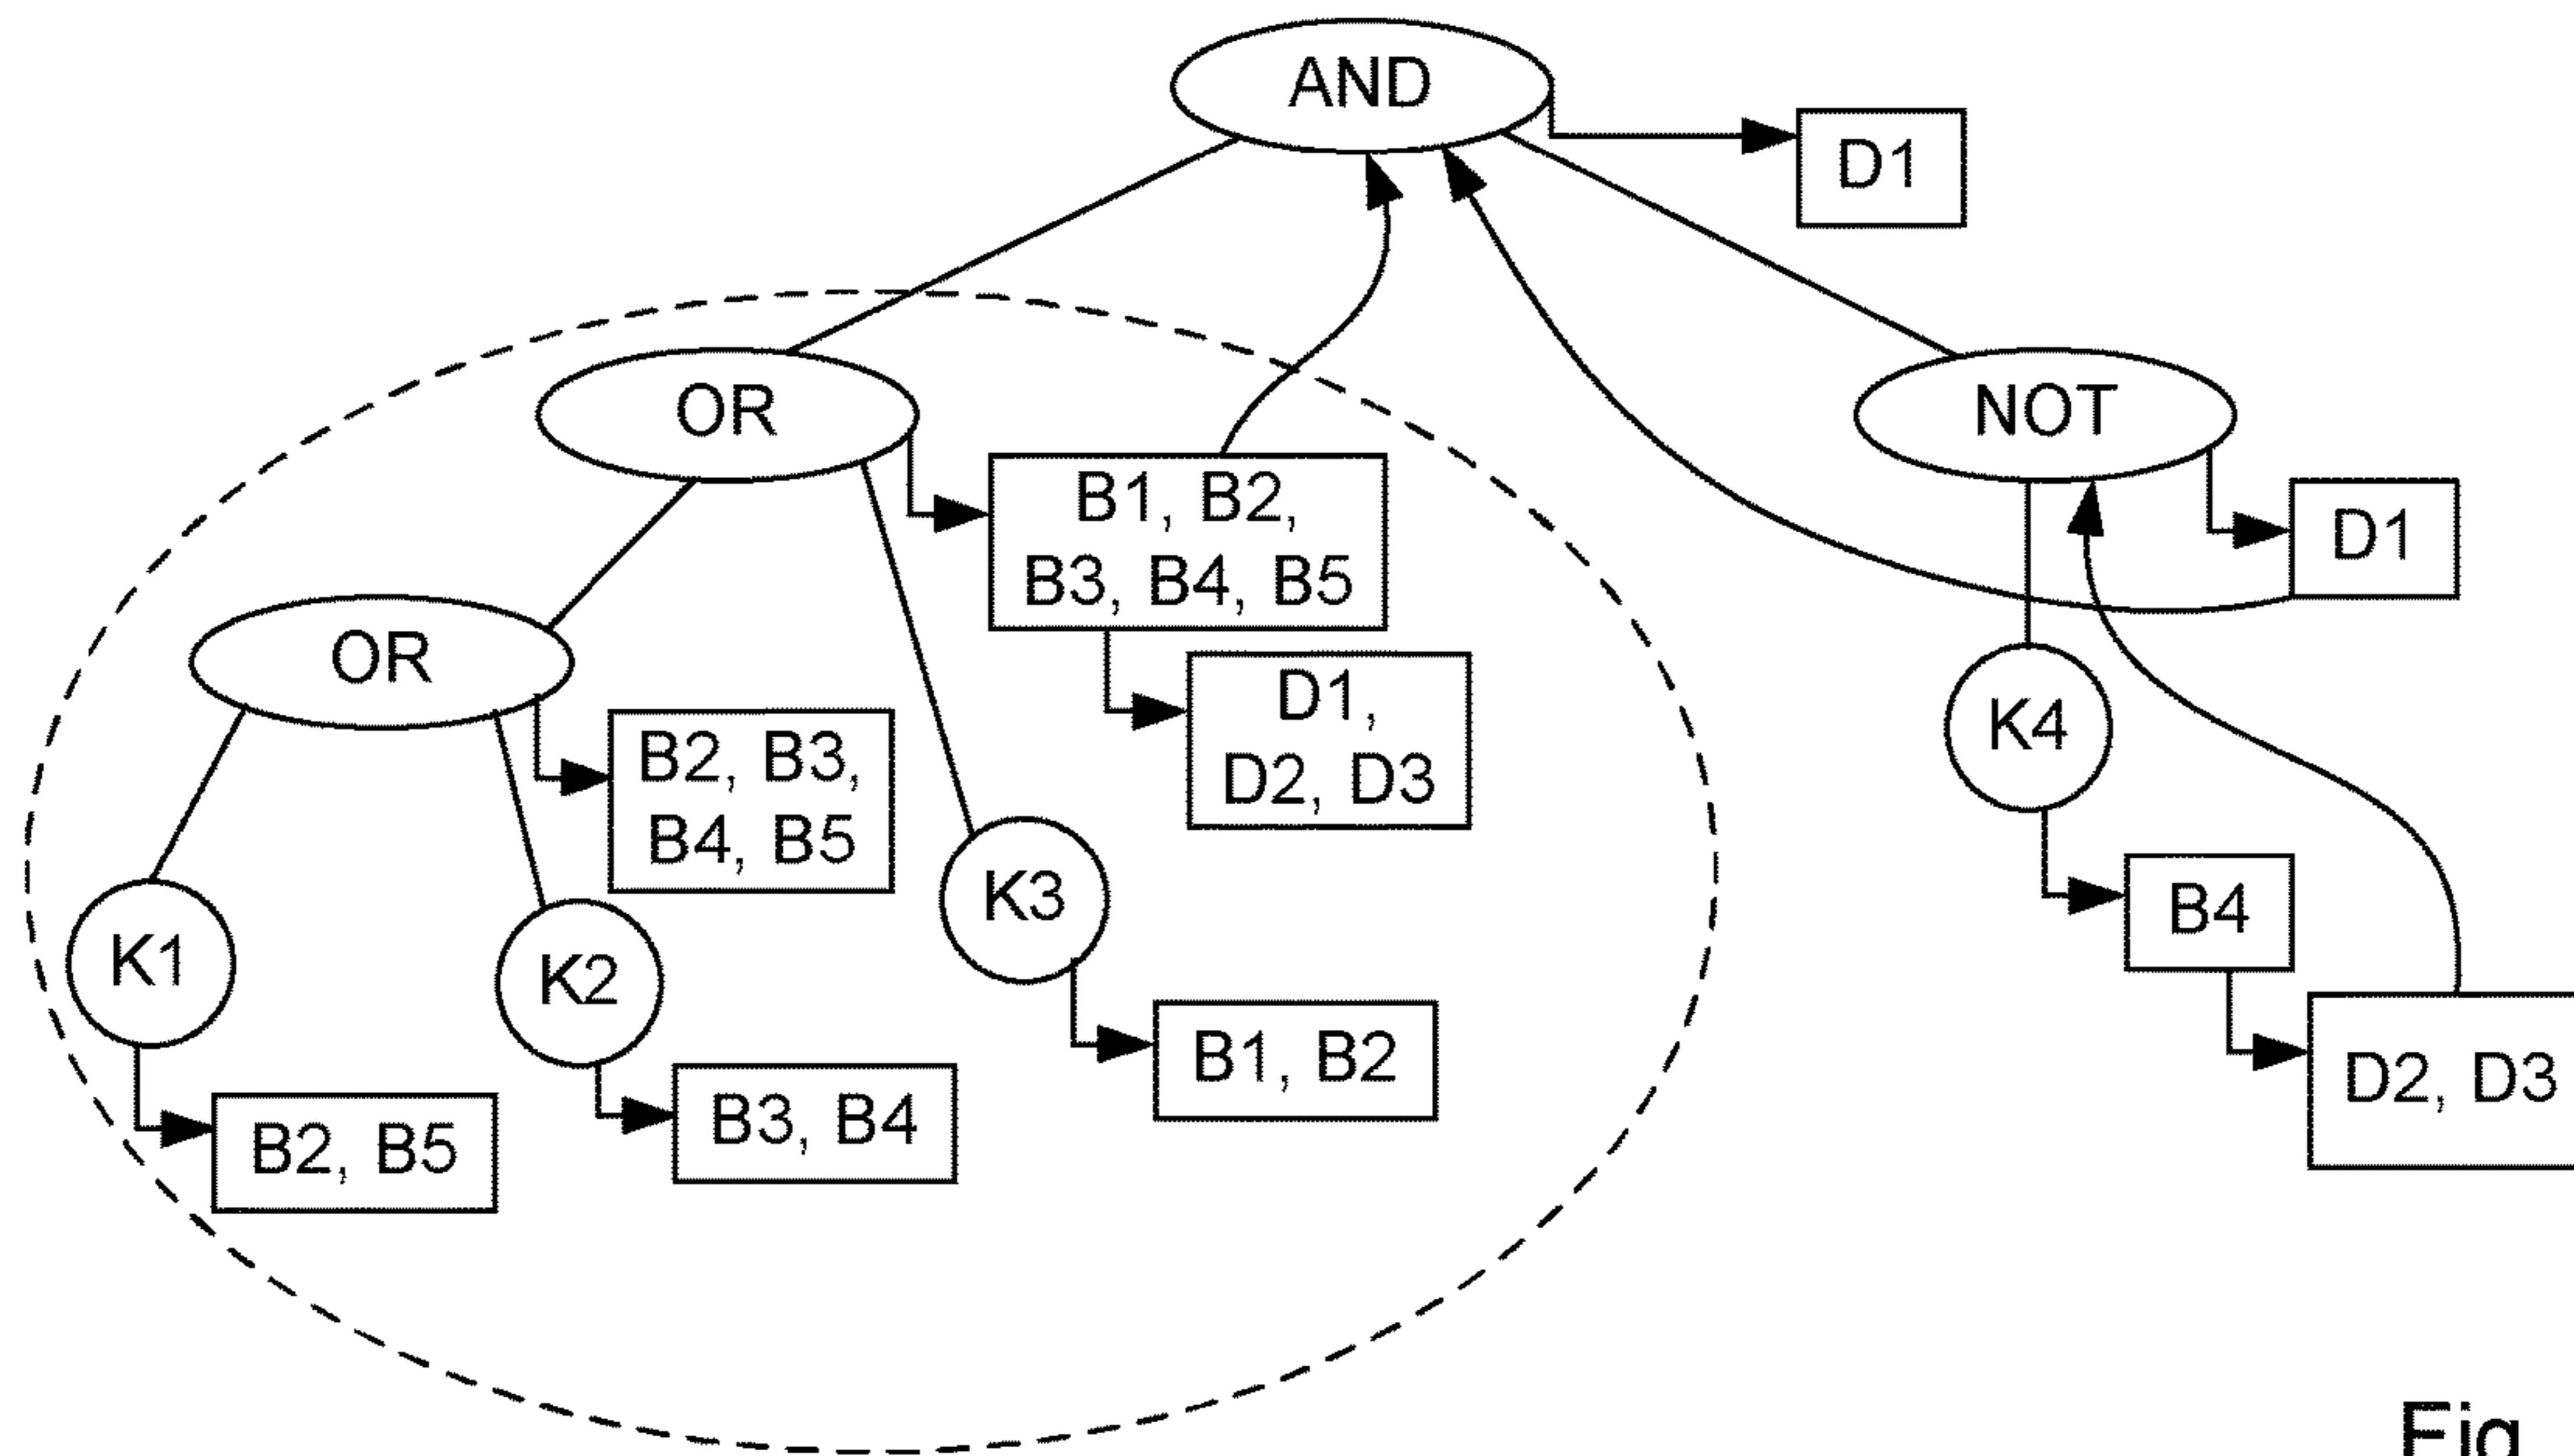 AND
D1
OR
NOT
B1, B2,
B3, B4, B5
D1
OR
D1,
D2, D3
K4
B2, B3,
B4, B5
K3
B4
K1
K2
B1, B2
D2, D3
B3, B4
B2, B5
Fig